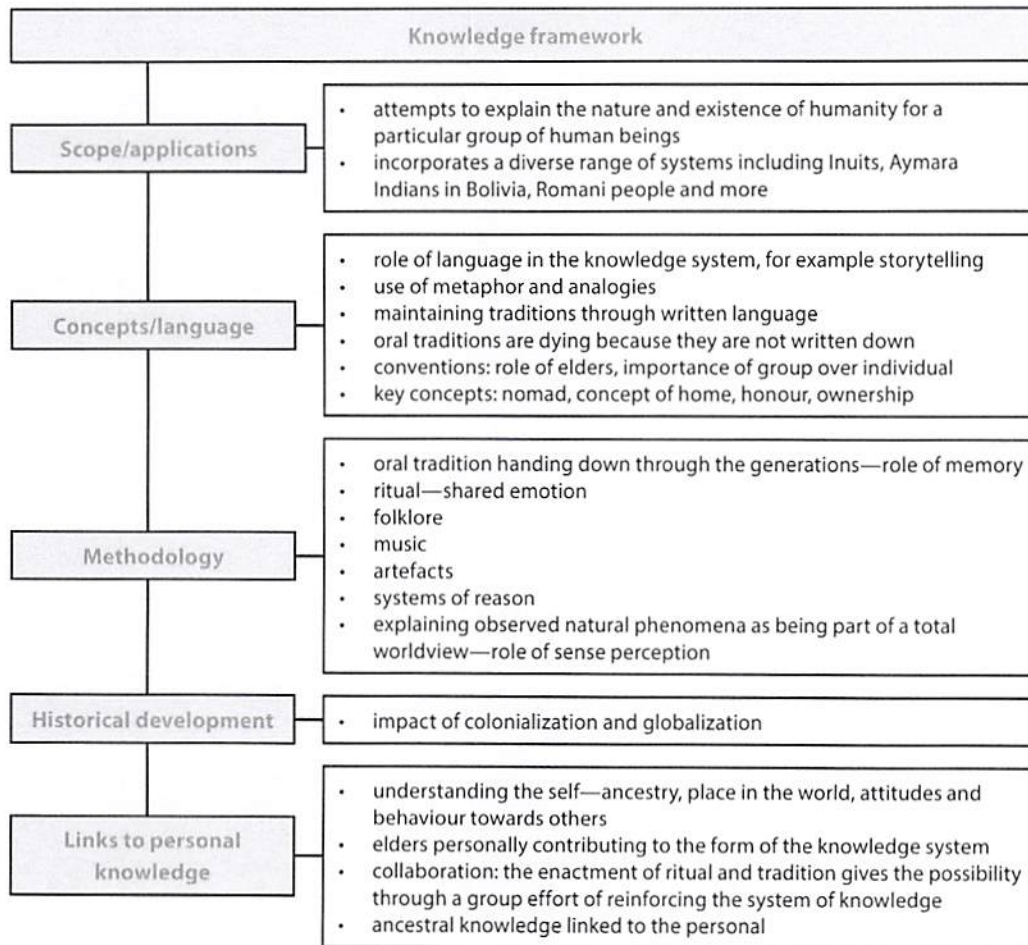 Knowledge framework
Scope/applications
• attempts to explain the nature and existence of humanity for a
particular group of human beings
• incorporates a diverse range of systems including Inuits, Aymara
Indians in Bolivia, Romani people and more
Concepts/language
• role of language in the knowledge system, for example storytelling
• use of metaphor and analogies
• maintaining traditions through written language
• oral traditions are dying because they are not written down
• conventions: role of elders, importance of group over individual
• key concepts: nomad, concept of home, honour, ownership
Methodology
• oral tradition handing down through the generations—role of memory
• ritual—shared emotion
• folklore
• music
• artefacts
• systems of reason
• explaining observed natural phenomena as being part of a total
worldview—role of sense perception
Historical development
• impact of colonialization and globalization
Links to personal
knowledge
• understanding the self—ancestry, place in the world, attitudes and
behaviour towards others
• elders personally contributing to the form of the knowledge system
• collaboration: the enactment of ritual and tradition gives the possibility
through a group effort of reinforcing the system of knowledge
• ancestral knowledge linked to the personal